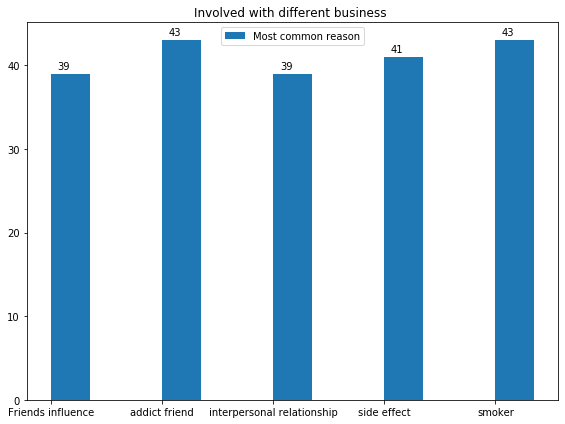 Involved with different business
Most common reason
39
43
39
41
43
40
30
20
10
0
Friends influence
addict friend
interpersonal relationship
side effect
smoker